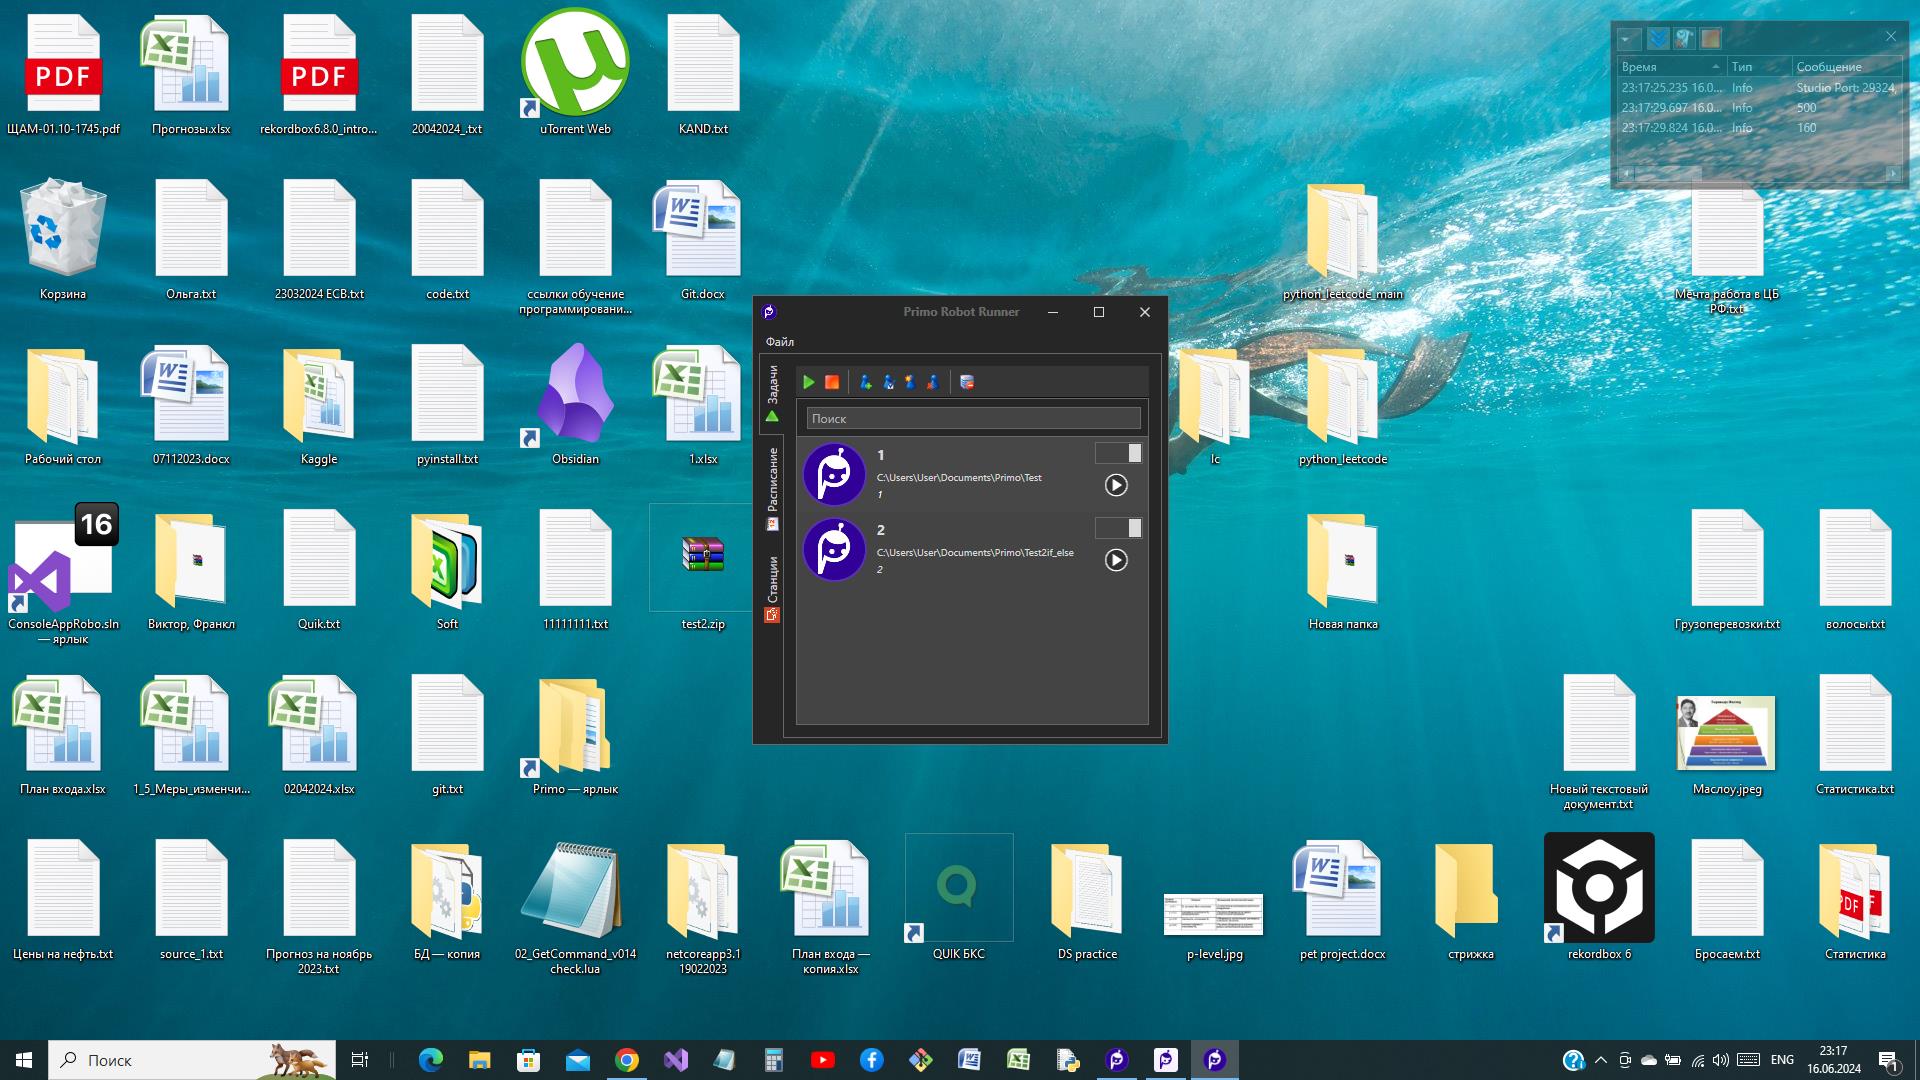 PDF
ЩАМ-01.10-1745.pdf
Прогнозы.xlsx
PDF
rekordbox6.8.0_intro...
20042024_.txt
uTorrent Web
KAND.txt
Корзина
Ольга.txt
23032024 ЕСВ.txt
code.txt
ссылки обучение
программировани...
Git.docx
Рабочий стол
07112023.docx
Kaggle
pyinstall.txt
Obsidian
1.xlsx
16
ConsoleAppRobo.sln
— ярлык
Виктор, Франкл
Quik.txt
Soft
11111111.txt
test2.zip
План входа.xlsx
1_5_Меры_изменчи...
02042024.xlsx
git.txt
Primo — ярлык
Цены на нефть.txt
source_1.txt
Прогноз на ноябрь
2023.txt
БД — копия
02_GetCommand_v014
check.lua
netcoreapp3.1
19022023
План входа —
копия.xlsx
QUIK БКС
DS practice
p-level.jpg
pet project.docx
стрижка
rekordbox 6
Бросаем.txt
PDF
Статистика
Primo Robot Runner
Файл
Задачи
Расписание
Станции
Поиск
1
C:\Users\User\Documents\Primo\Test
1
2
C:\Users\User\Documents\Primo\Test2if_else
2
python_leetcode_main
Мечта работа в ЦБ
РФ.txt
lc
python_leetcode
Новая папка
Грузоперевозки.txt
волосы.txt
Новый текстовый
документ.txt
Маслоу.jpeg
Статистика.txt
Время Тип Сообщение
23:17:25.235 16.0... Info Studio Port: 29324,
23:17:29.697 16.0... Info 500
23:17:29.824 16.0... Info 160
Поиск
ENG
23:17
16.06.2024
1